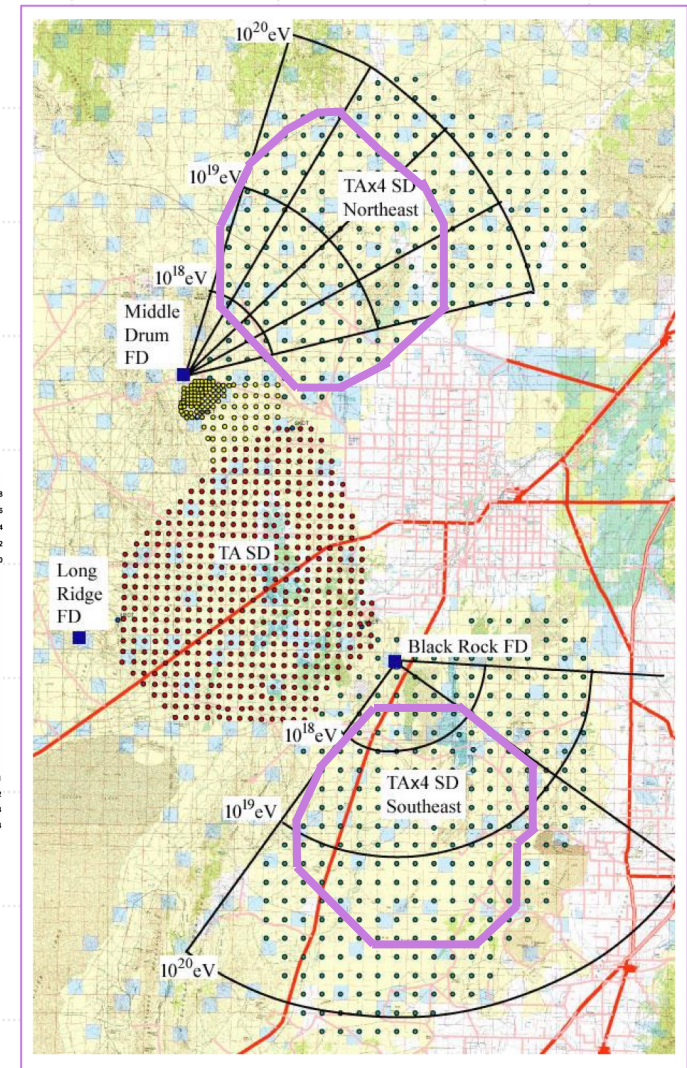 10²⁰eV
10¹⁹eV
TAx4 SD
Northeast
10¹⁸eV
Middle
Drum
FD
TA SD
Long
Ridge
FD
Black Rock FD
10¹⁸eV
TAx4 SD
Southeast
10¹⁹eV
10²⁰eV